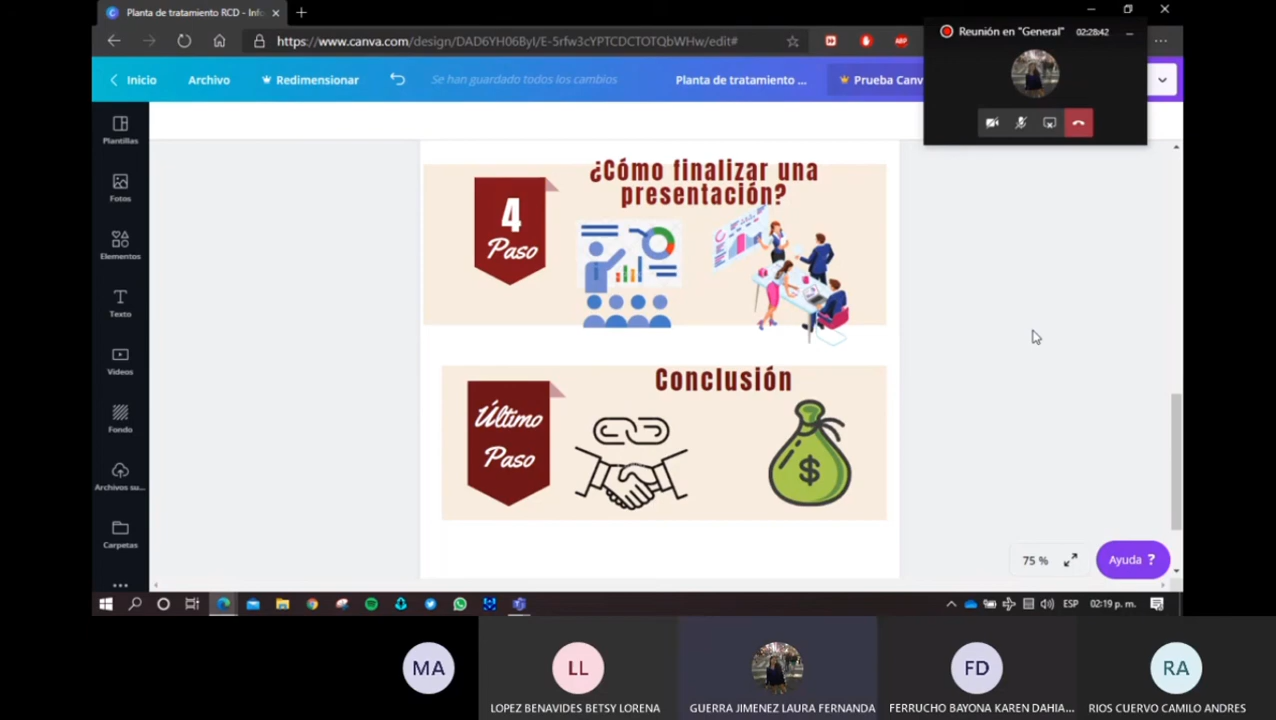 Planta de tratamiento RCD - Info
https://www.canva.com/design/DAD6YH06ByI/E-5rfw3cYPTCDCTOTQbWHw/edit#
ABP
Reunión en "General"
02:28:42
Inicio
Archivo
Redimensionar
Se han guardado todos los cambios
Planta de tratamiento ...
Prueba Canv
Plantillas
Fotos
Elementos
Texto
Videos
Fondo
Archivos su...
Carpetas
¿Cómo finalizar una
presentación?
4
Paso
Conclusión
Último
Paso
$
75 %
Ayuda ?
ESP
02:19 p. m.
MA
LL
FD
RA
LOPEZ BENAVIDES BETSY LORENA
GUERRA JIMENEZ LAURA FERNANDA
FERRUCHO BAYONA KAREN DAHIA...
RIOS CUERVO CAMILO ANDRES